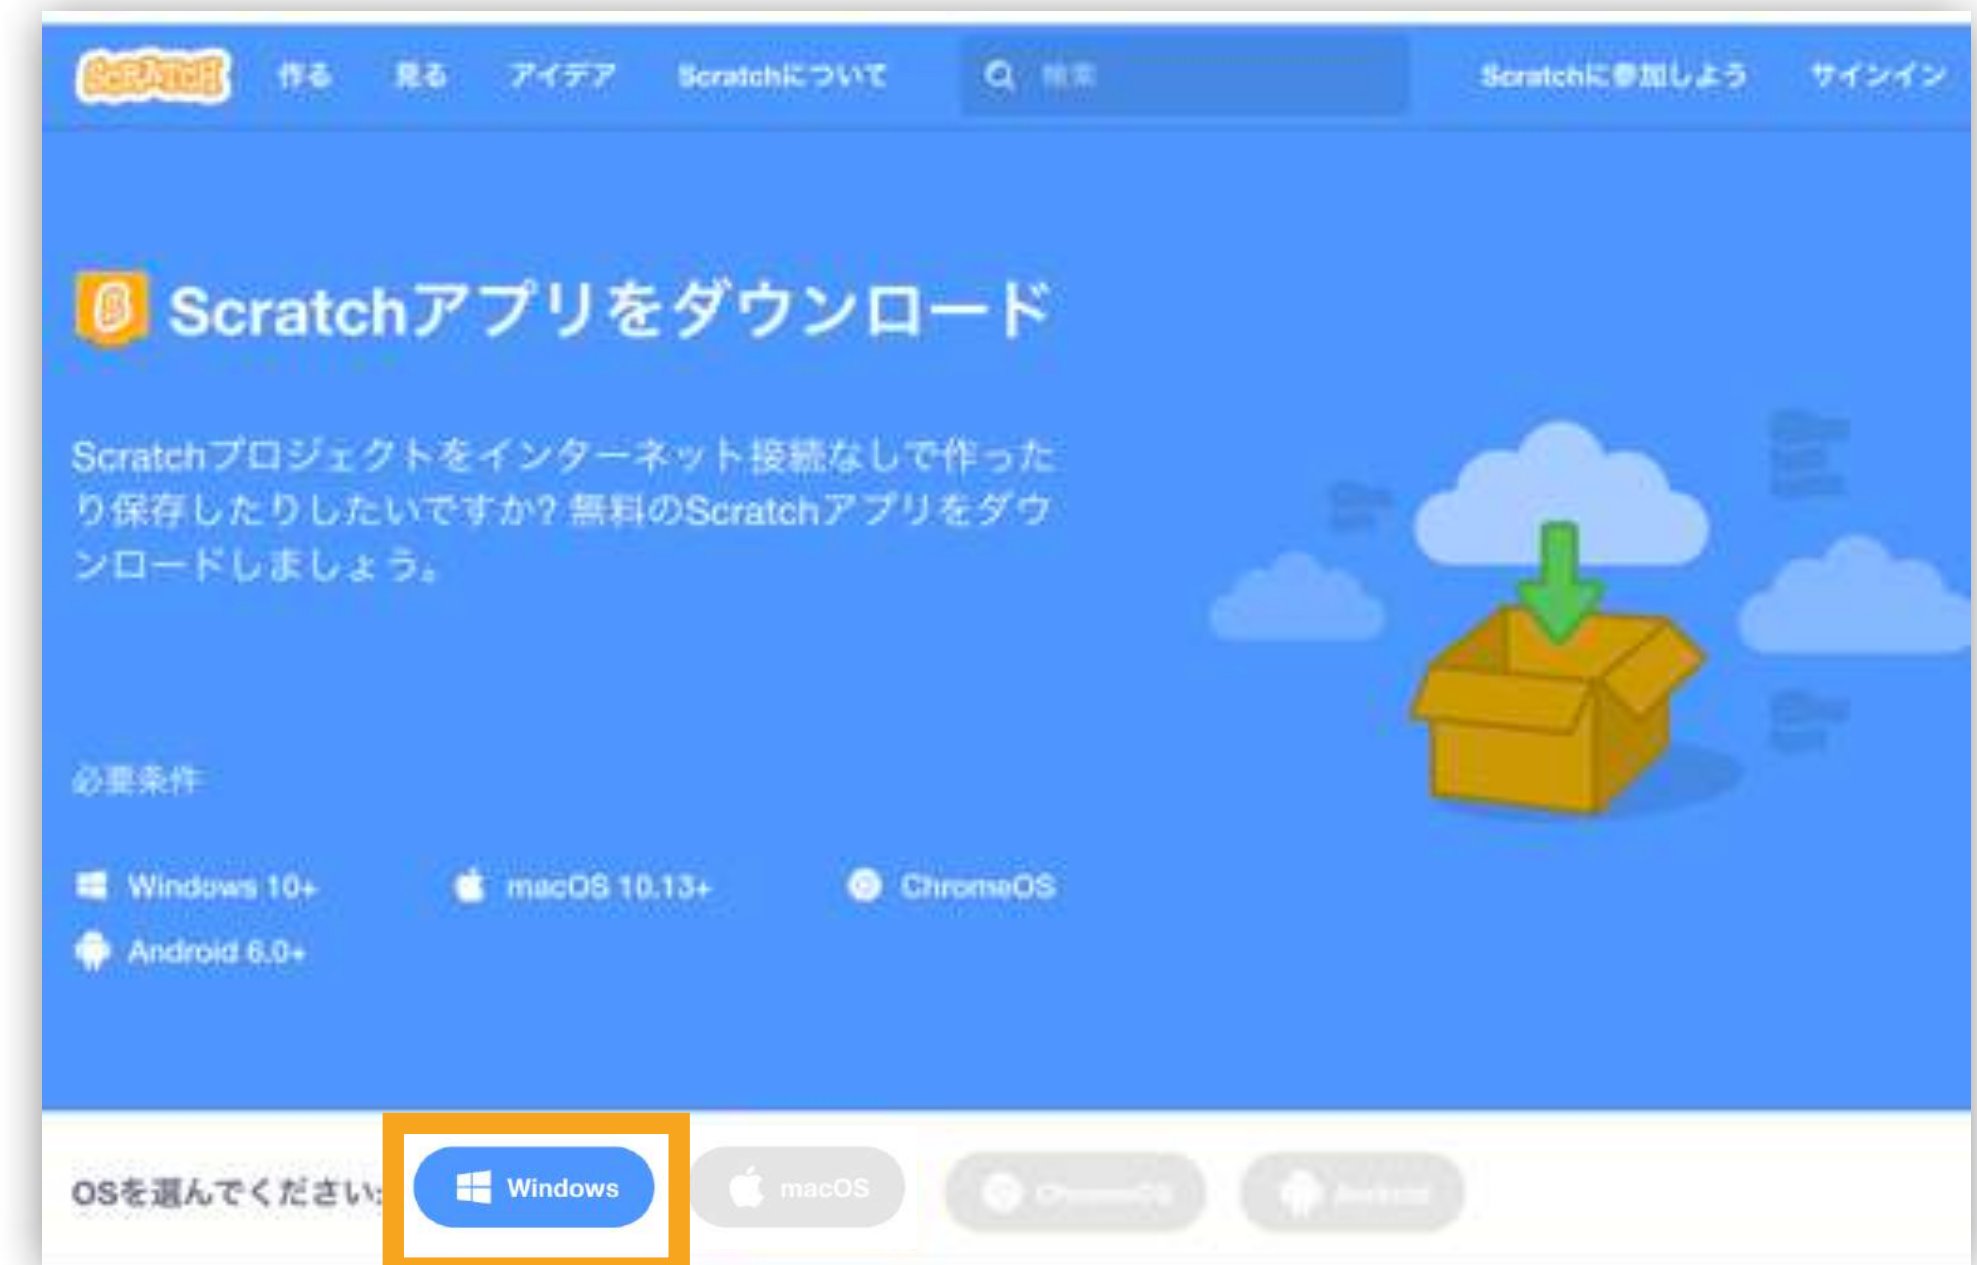 SCRATCH 作る 見る アイデア Scratchについて 検索 Scratchに参加しよう サインイン
Scratchアプリをダウンロード
Scratchプロジェクトをインターネット接続なしで作った
り保存したりしたいですか? 無料のScratchアプリをダウ
ンロードしましょう。
必要条件
Windows 10+ macOS 10.13+ ChromeOS
Android 6.0+
OSを選んでください: Windows macOS ChromeOS Android